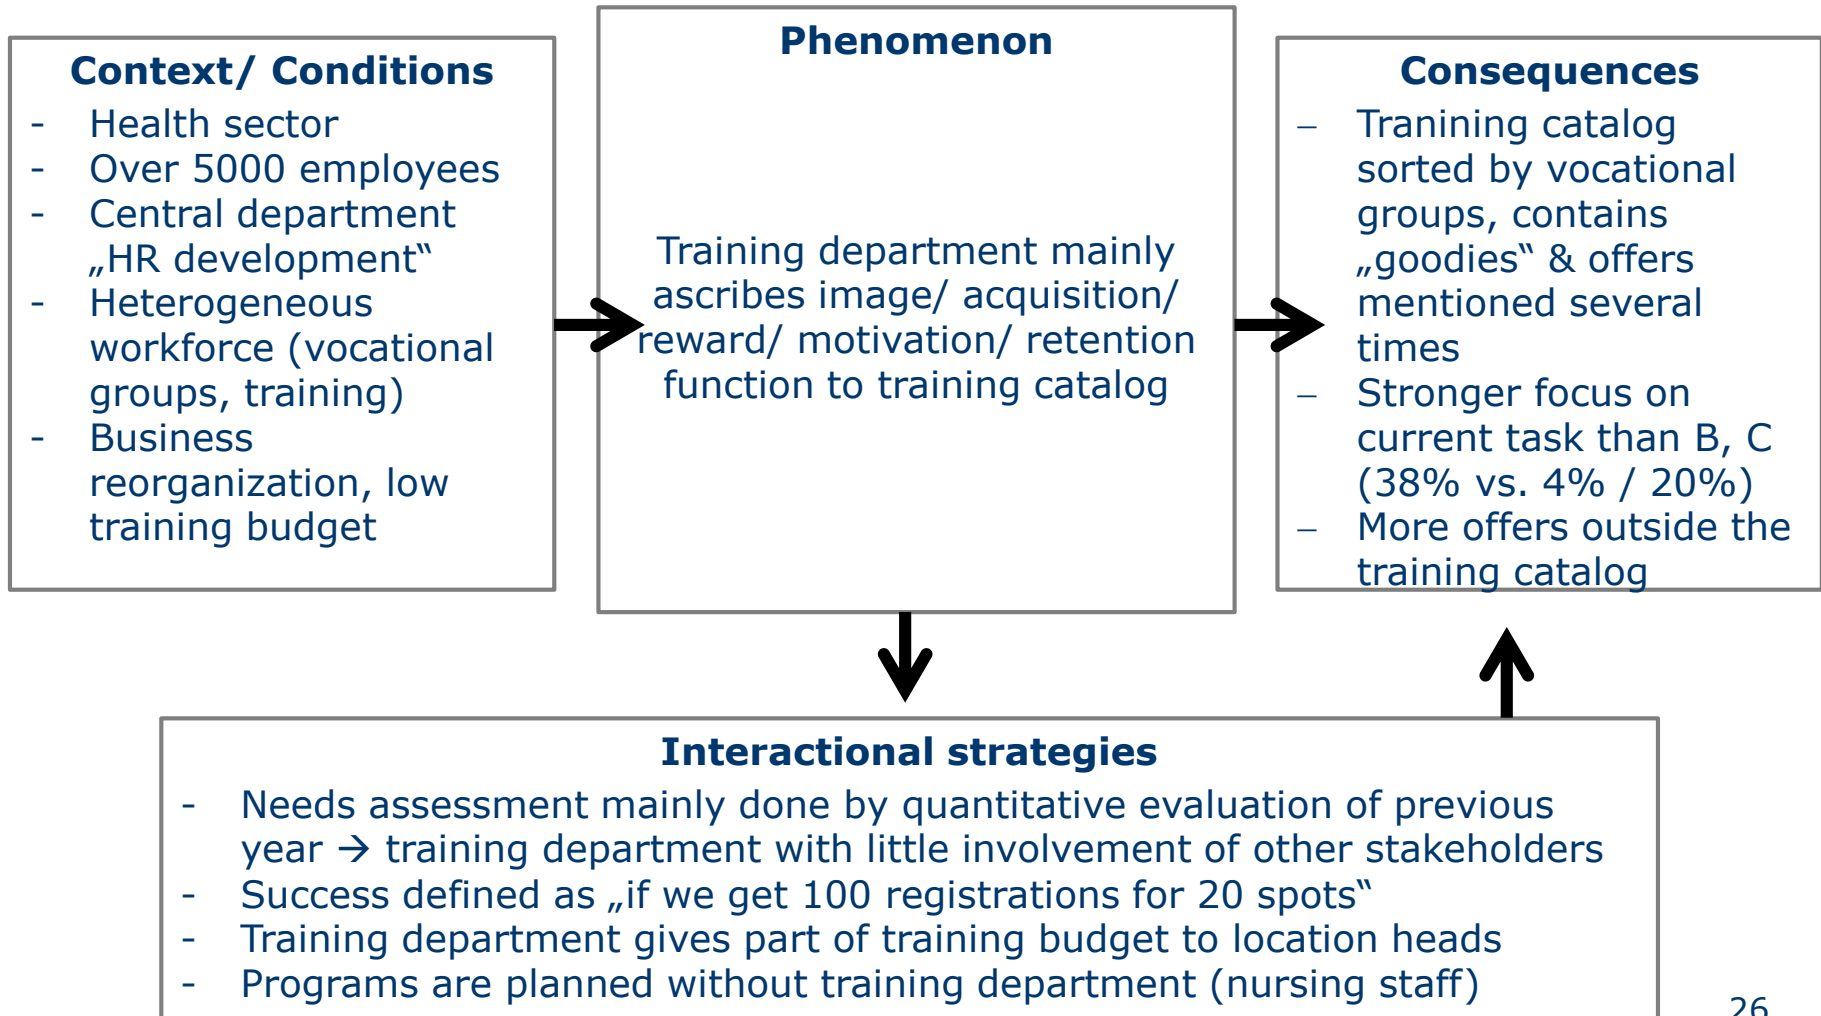 Context/ Conditions
- Health sector
- Over 5000 employees
- Central department
„HR development“
- Heterogeneous
workforce (vocational
groups, training)
- Business
reorganization, low
training budget
Phenomenon
Training department mainly
ascribes image/ acquisition/
reward/ motivation/ retention
function to training catalog
Consequences
– Tranining catalog
sorted by vocational
groups, contains
„goodies“ & offers
mentioned several
times
– Stronger focus on
current task than B, C
(38% vs. 4% / 20%)
– More offers outside the
training catalog
Interactional strategies
- Needs assessment mainly done by quantitative evaluation of previous
year → training department with little involvement of other stakeholders
- Success defined as „if we get 100 registrations for 20 spots“
- Training department gives part of training budget to location heads
- Programs are planned without training department (nursing staff)
26